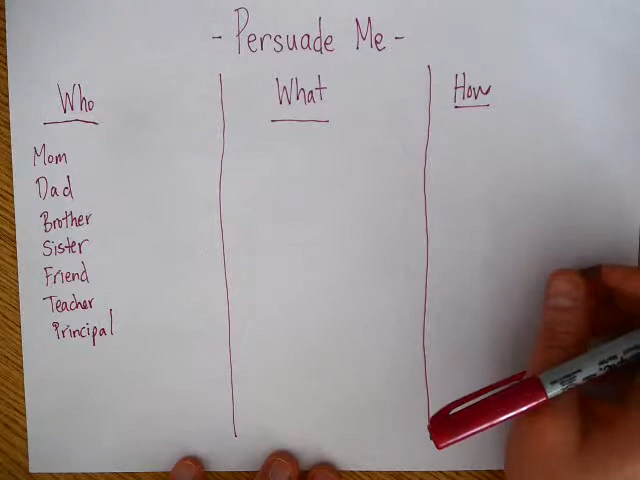 - Persuade Me -
Who
What
How
Mom
Dad
Brother
Sister
Friend
Teacher
Principal